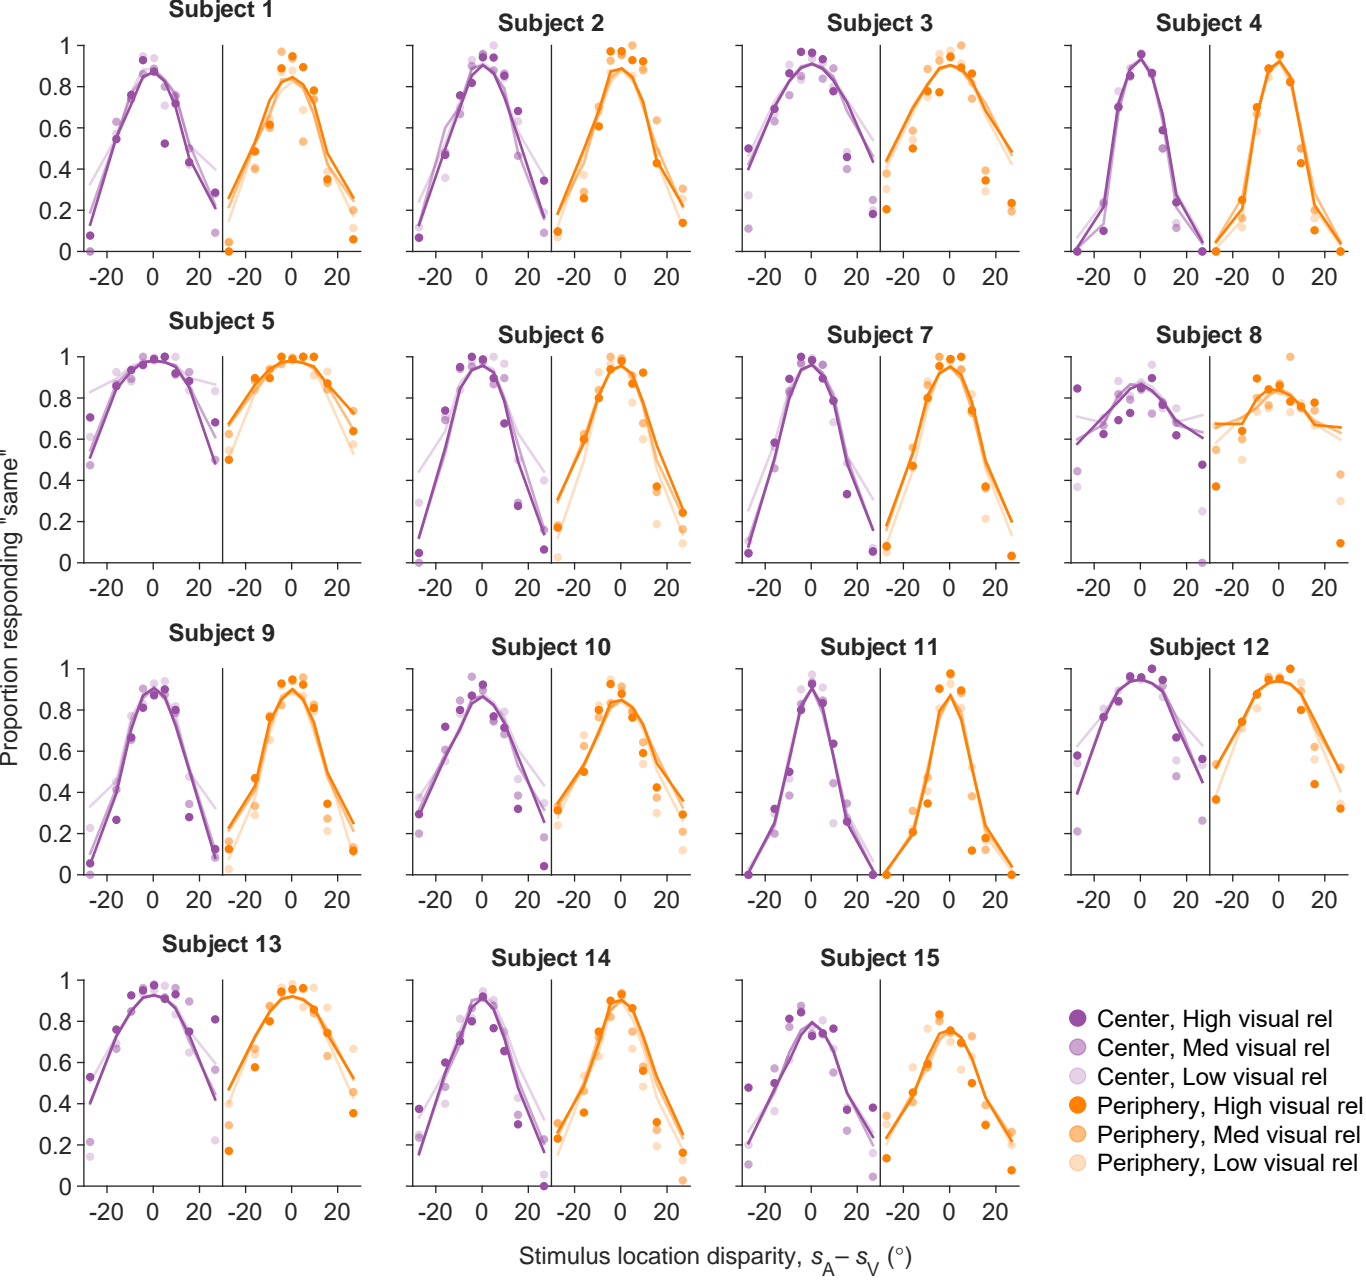 Subject 1
Subject 2
Subject 3
Subject 4
1
0.8
0.6
0.4
0.2
0
-20 0 20 -20 0 20
-20 0 20 -20 0 20
-20 0 20 -20 0 20
-20 0 20 -20 0 20
Subject 5
Subject 6
Subject 7
Subject 8
1
0.8
0.6
0.4
0.2
0
-20 0 20 -20 0 20
-20 0 20 -20 0 20
-20 0 20 -20 0 20
-20 0 20 -20 0 20
Proportion responding "same"
Subject 9
Subject 10
Subject 11
Subject 12
1
0.8
0.6
0.4
0.2
0
-20 0 20 -20 0 20
-20 0 20 -20 0 20
-20 0 20 -20 0 20
-20 0 20 -20 0 20
Subject 13
Subject 14
Subject 15
1
0.8
0.6
0.4
0.2
0
-20 0 20 -20 0 20
-20 0 20 -20 0 20
-20 0 20 -20 0 20
Center, High visual rel
Center, Med visual rel
Center, Low visual rel
Periphery, High visual rel
Periphery, Med visual rel
Periphery, Low visual rel
Stimulus location disparity, s_A – s_V (°)